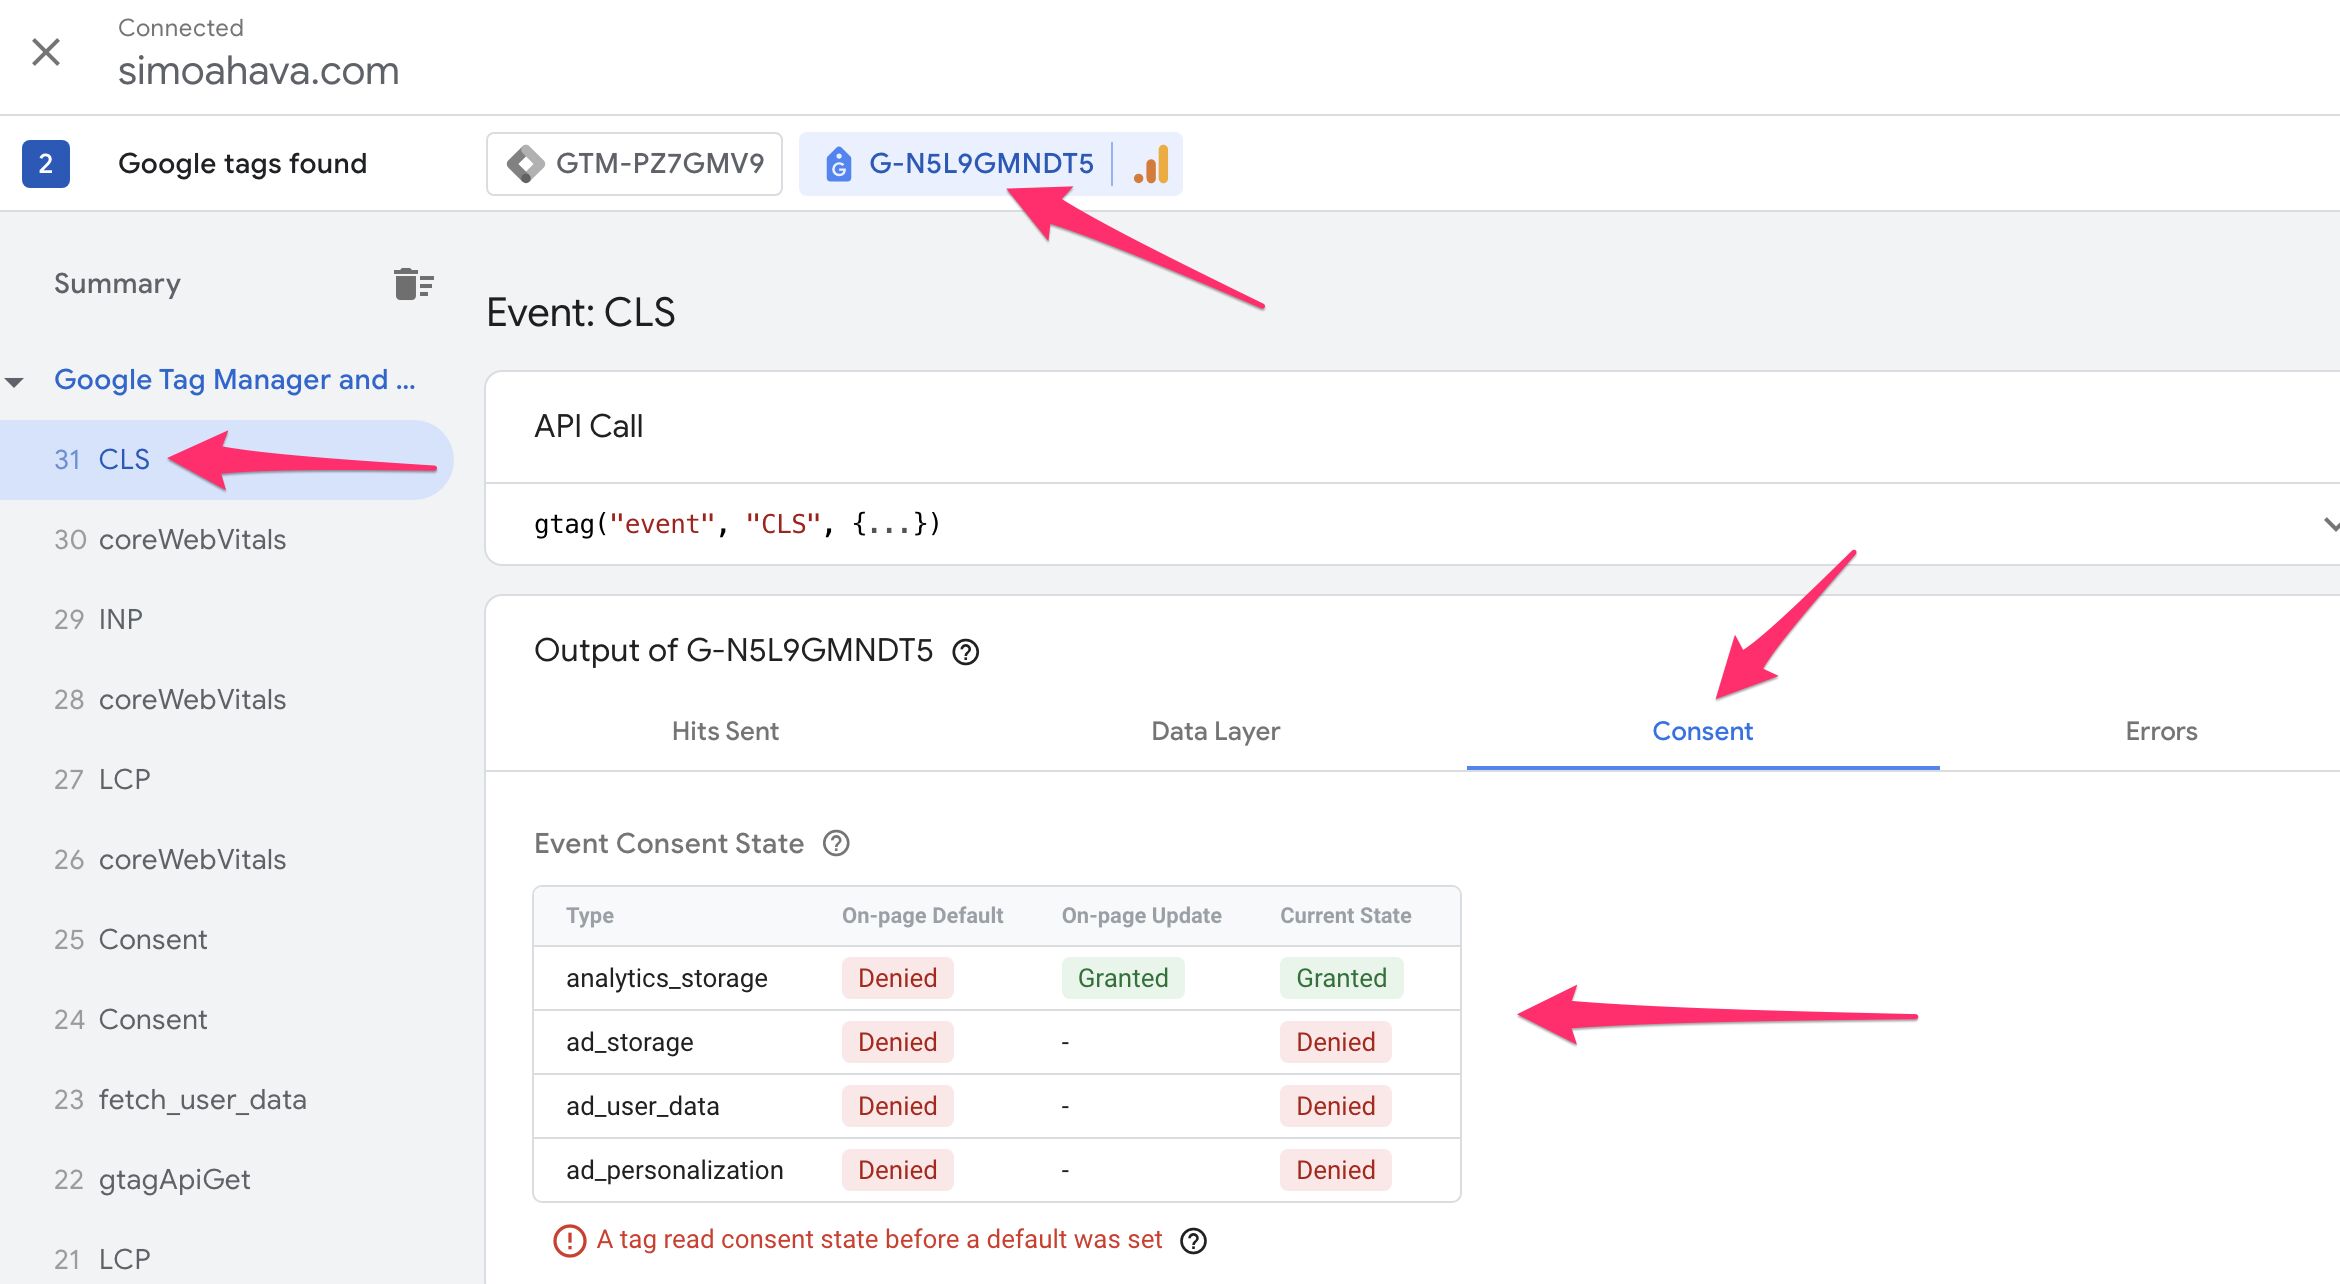 Connected
simoahava.com
2 Google tags found GTM-PZ7GMV9 G-N5L9GMNDT5
Summary
Google Tag Manager and ...
31 CLS
30 coreWebVitals
29 INP
28 coreWebVitals
27 LCP
26 coreWebVitals
25 Consent
24 Consent
23 fetch_user_data
22 gtagApiGet
21 LCP
Event: CLS
API Call
gtag("event", "CLS", {...})
Output of G-N5L9GMNDT5
Hits Sent Data Layer Consent Errors
Event Consent State
Type On-page Default On-page Update Current State
analytics_storage Denied Granted Granted
ad_storage Denied - Denied
ad_user_data Denied - Denied
ad_personalization Denied - Denied
A tag read consent state before a default was set